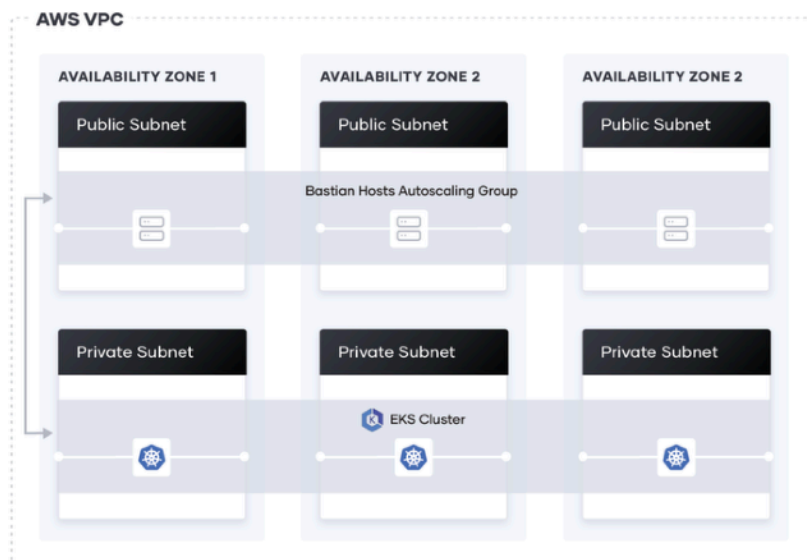 AWS VPC
AVAILABILITY ZONE 1
AVAILABILITY ZONE 2
AVAILABILITY ZONE 2
Public Subnet
Public Subnet
Public Subnet
Bastian Hosts Autoscaling Group
Private Subnet
Private Subnet
Private Subnet
K
EKS Cluster